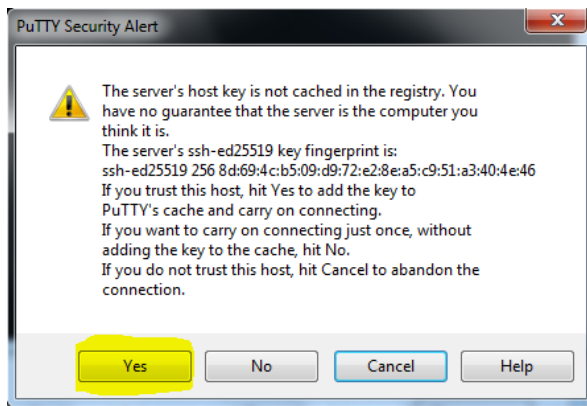 PuTTY Security Alert
The server's host key is not cached in the registry. You
have no guarantee that the server is the computer you
think it is.
The server's ssh-ed25519 key fingerprint is:
ssh-ed25519 256 8d:69:4c:b5:09:d9:72:e2:8e:a5:c9:51:a3:40:4e:46
If you trust this host, hit Yes to add the key to
PuTTY's cache and carry on connecting.
If you want to carry on connecting just once, without
adding the key to the cache, hit No.
If you do not trust this host, hit Cancel to abandon the
connection.
Yes No Cancel Help